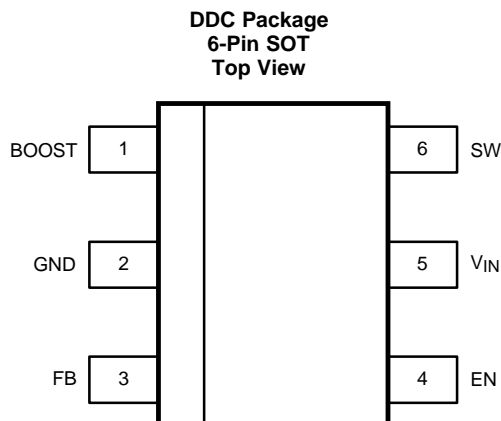 DDC Package
6-Pin SOT
Top View
BOOST 1 6 SW
GND 2 5 VIN
FB 3 4 EN